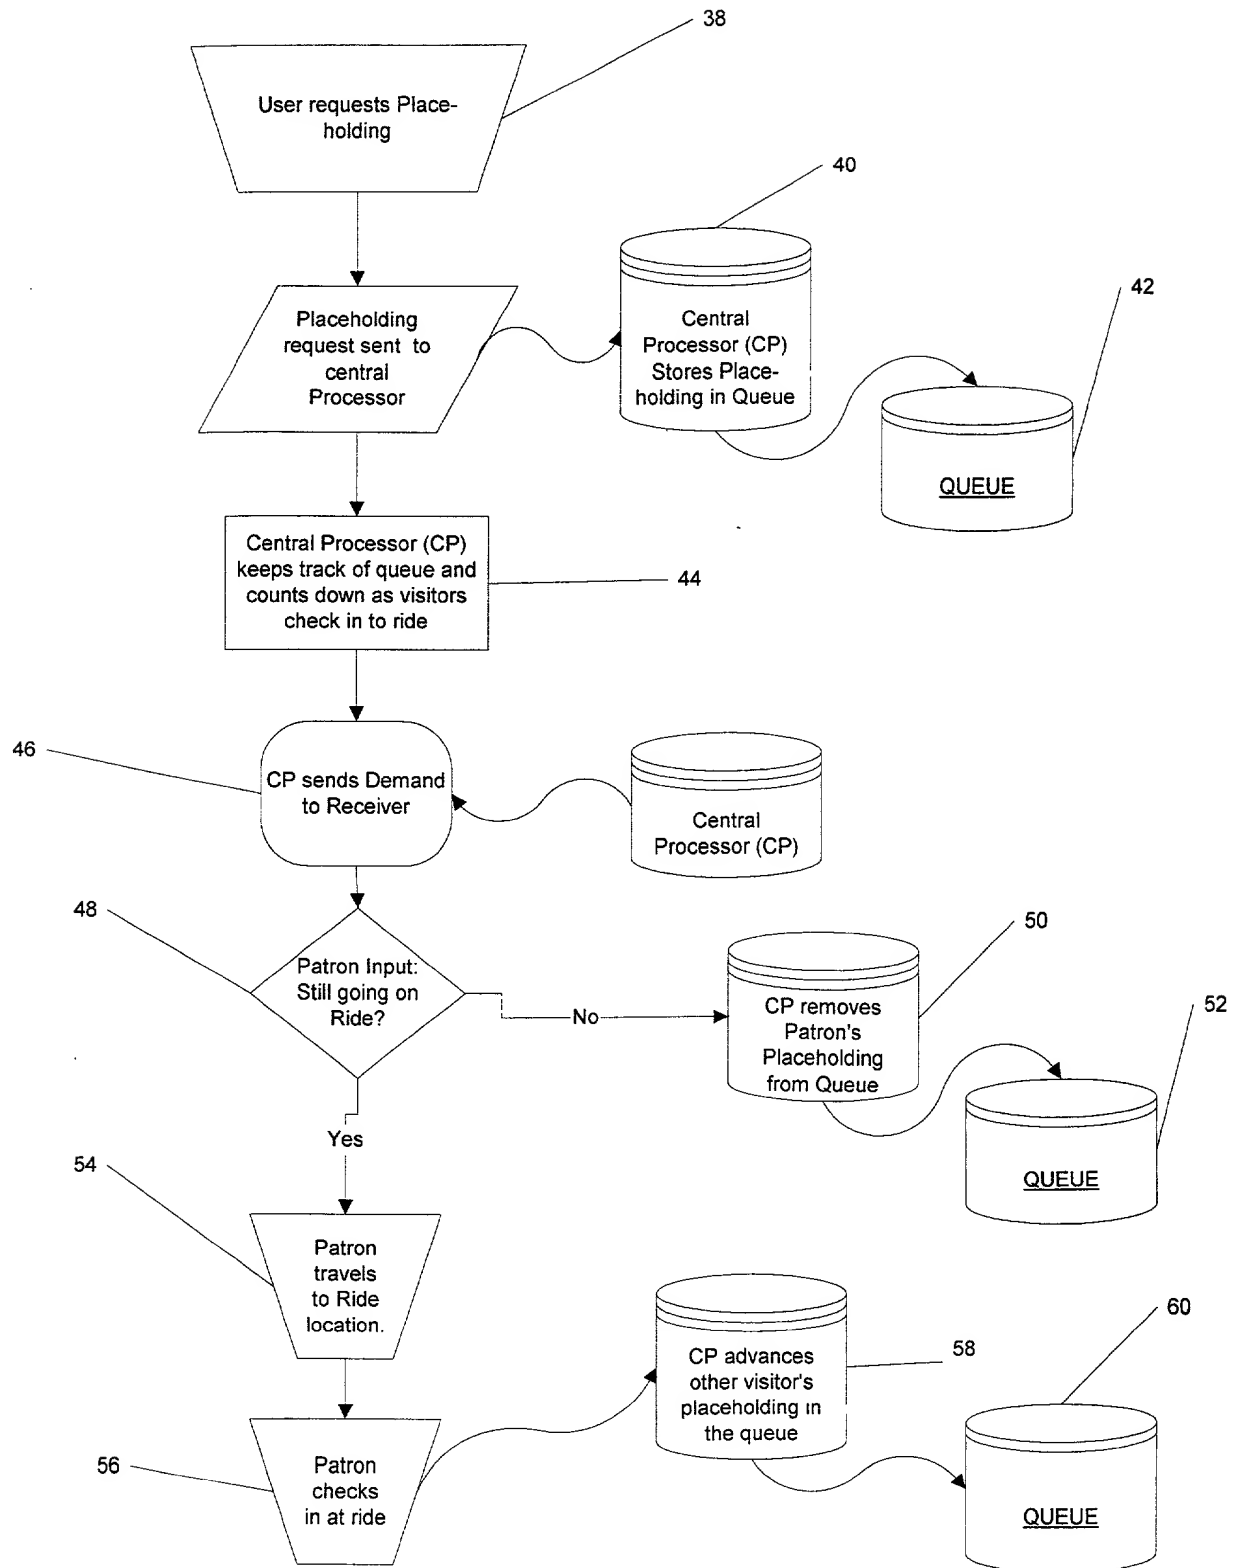 38
User requests Place-
holding
40
Placeholding
request sent to
central
Processor
Central
Processor (CP)
Stores Place-
holding in Queue
42
QUEUE
Central Processor (CP)
keeps track of queue and
counts down as visitors
check in to ride
44
46
CP sends Demand
to Receiver
Central
Processor (CP)
48
Patron Input:
Still going on
Ride?
No
50
CP removes
Patron's
Placeholding
from Queue
52
QUEUE
Yes
54
Patron
travels
to Ride
location.
56
Patron
checks
in at ride
CP advances
other visitor's
placeholding in
the queue
58
60
QUEUE